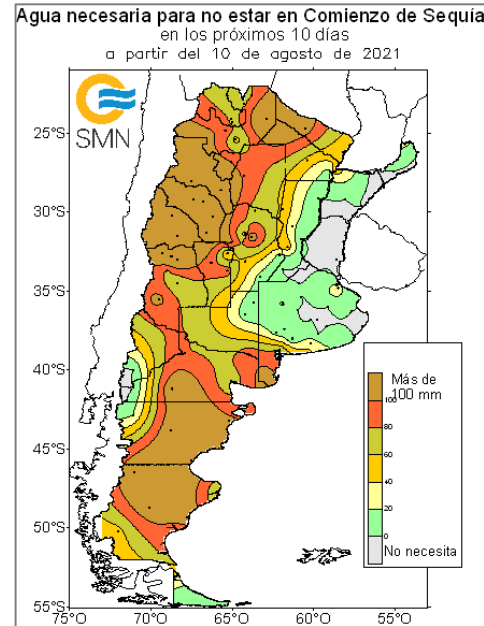 Agua necesaria para no estar en Comienzo de Sequía
en los próximos 10 días
a partir del 10 de agosto de 2021
SMN
25°S
30°S
35°S
40°S
45°S
50°S
55°S
75°O
70°O
65°O
60°O
55°O
Más de
100 mm
100
80
60
40
20
0
No necesita